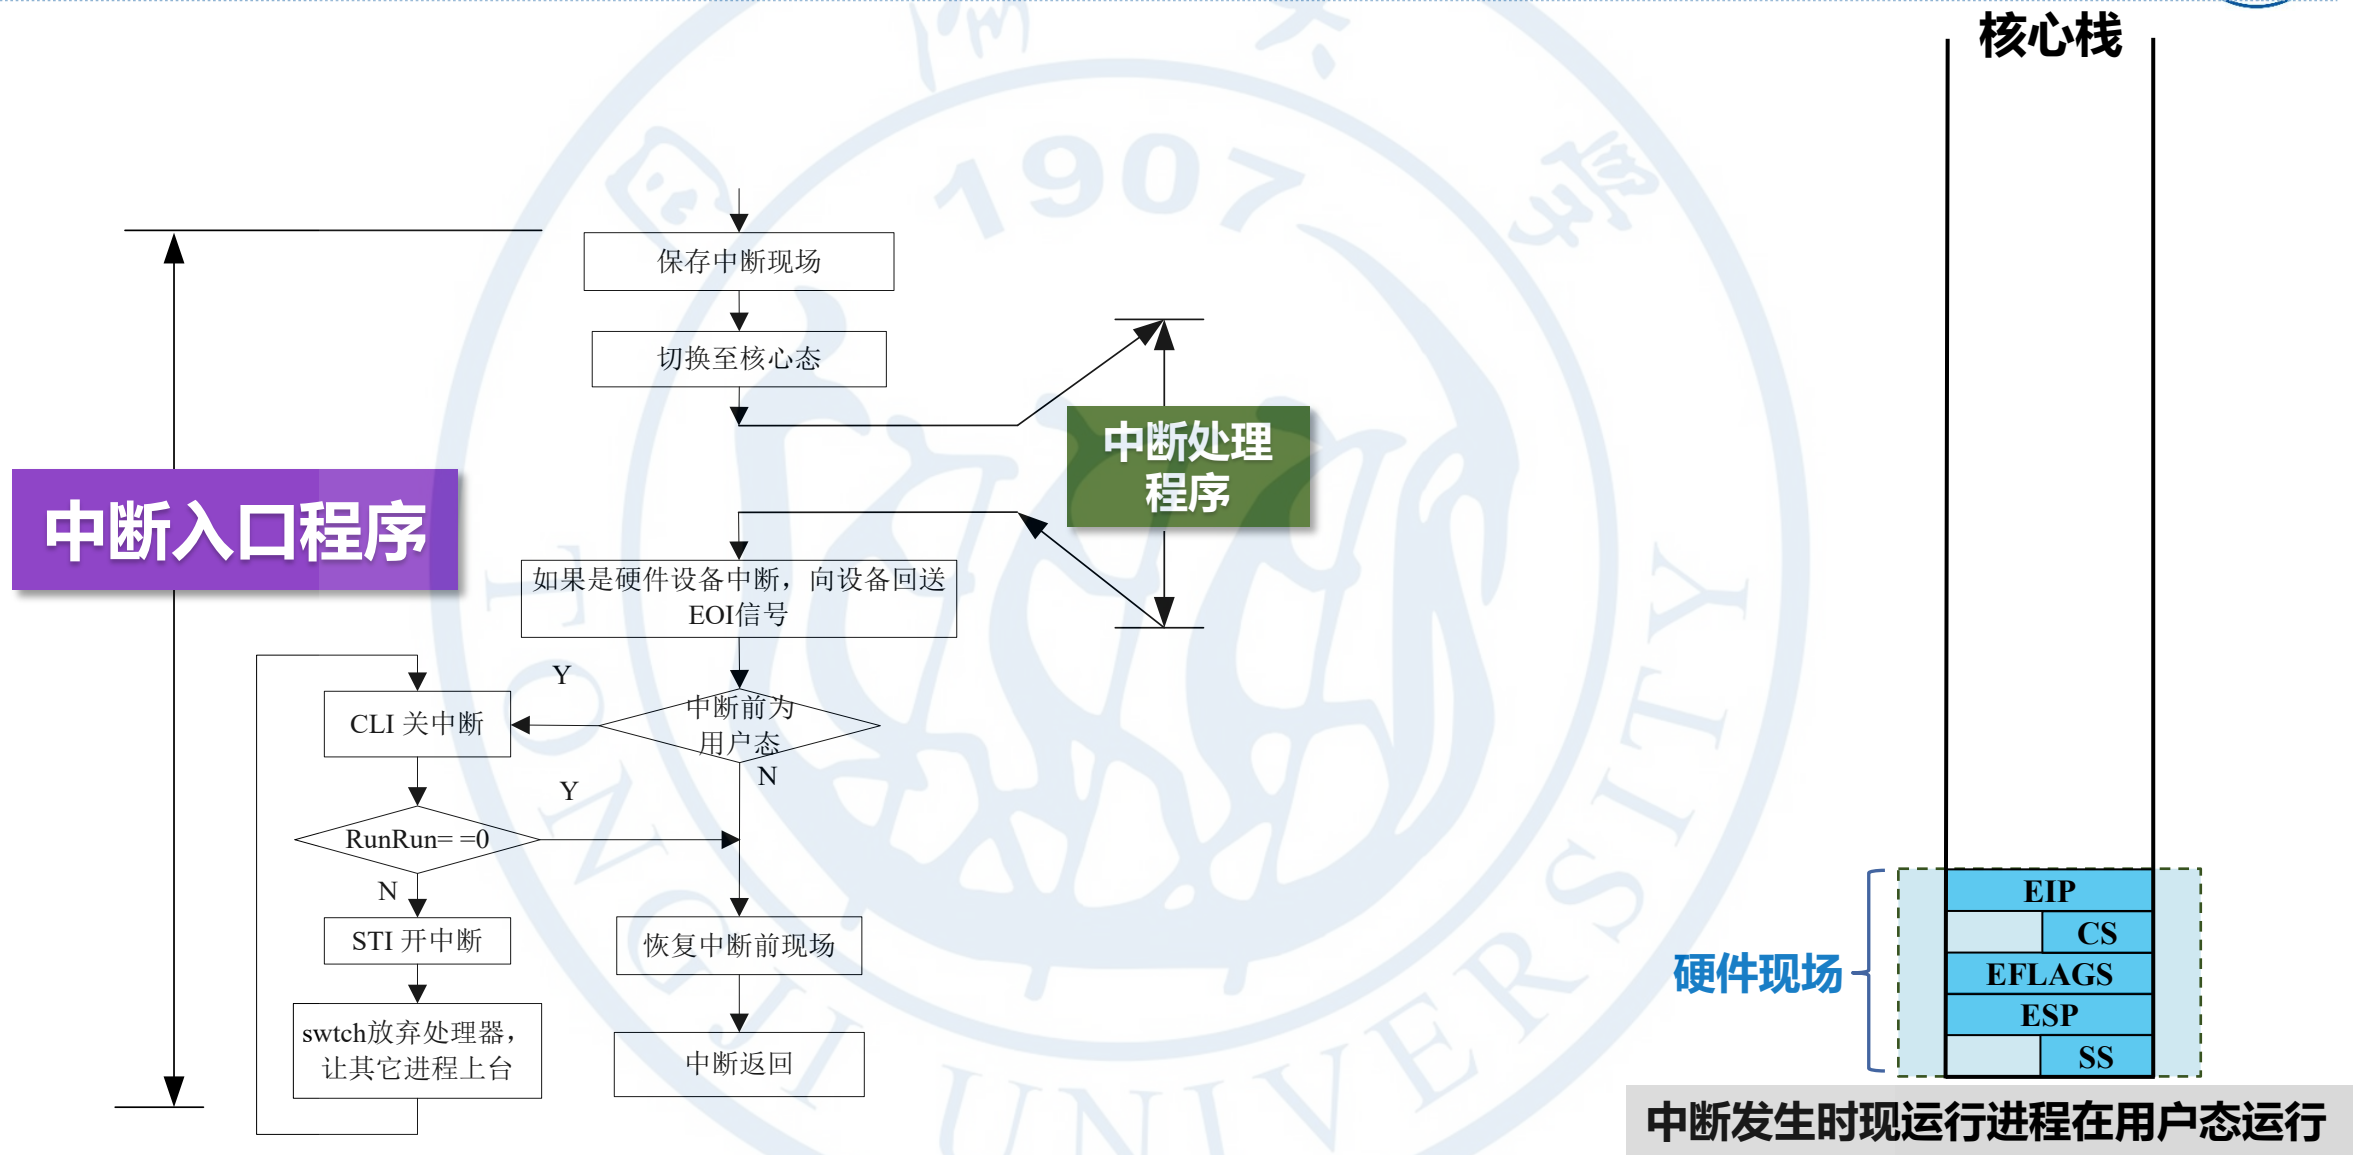 核心栈
1907
保存中断现场
切换至核心态
中断处理
程序
中断入口程序
如果是硬件设备中断，向设备回送
EOI信号
Y
中断前为
用户态
CLI 关中断
N
Y
RunRun= =0
N
STI 开中断
恢复中断前现场
swtch放弃处理器，
让其它进程上台
中断返回
EIP
CS
硬件现场
EFLAGS
ESP
SS
中断发生时现运行进程在用户态运行
TONGJI UNIVERSITY